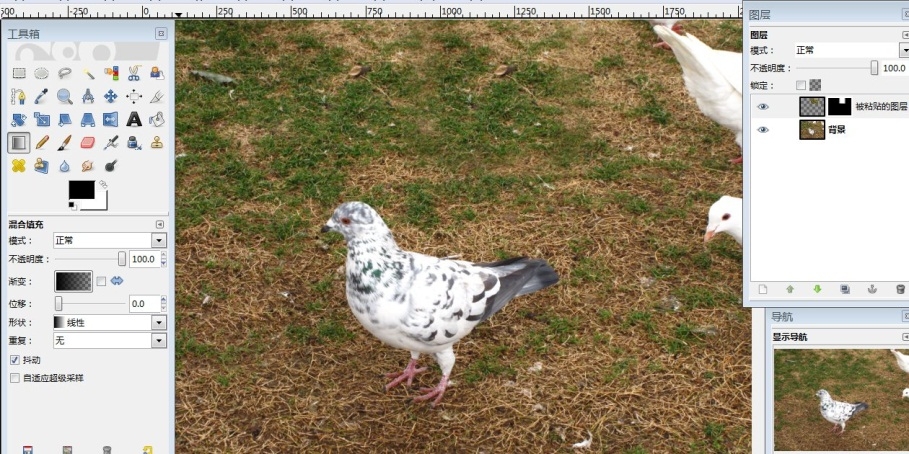 500
-250
0
250
500
750
1000
1250
1500
1750
工具箱
混合填充
模式：
正常
不透明度：
100.0
渐变：
位移：
0.0
形状：
线性
重复：
无
抖动
自适应超级采样
图层
图层
模式：
正常
不透明度：
100.0
锁定：
被粘贴的图层
背景
导航
显示导航